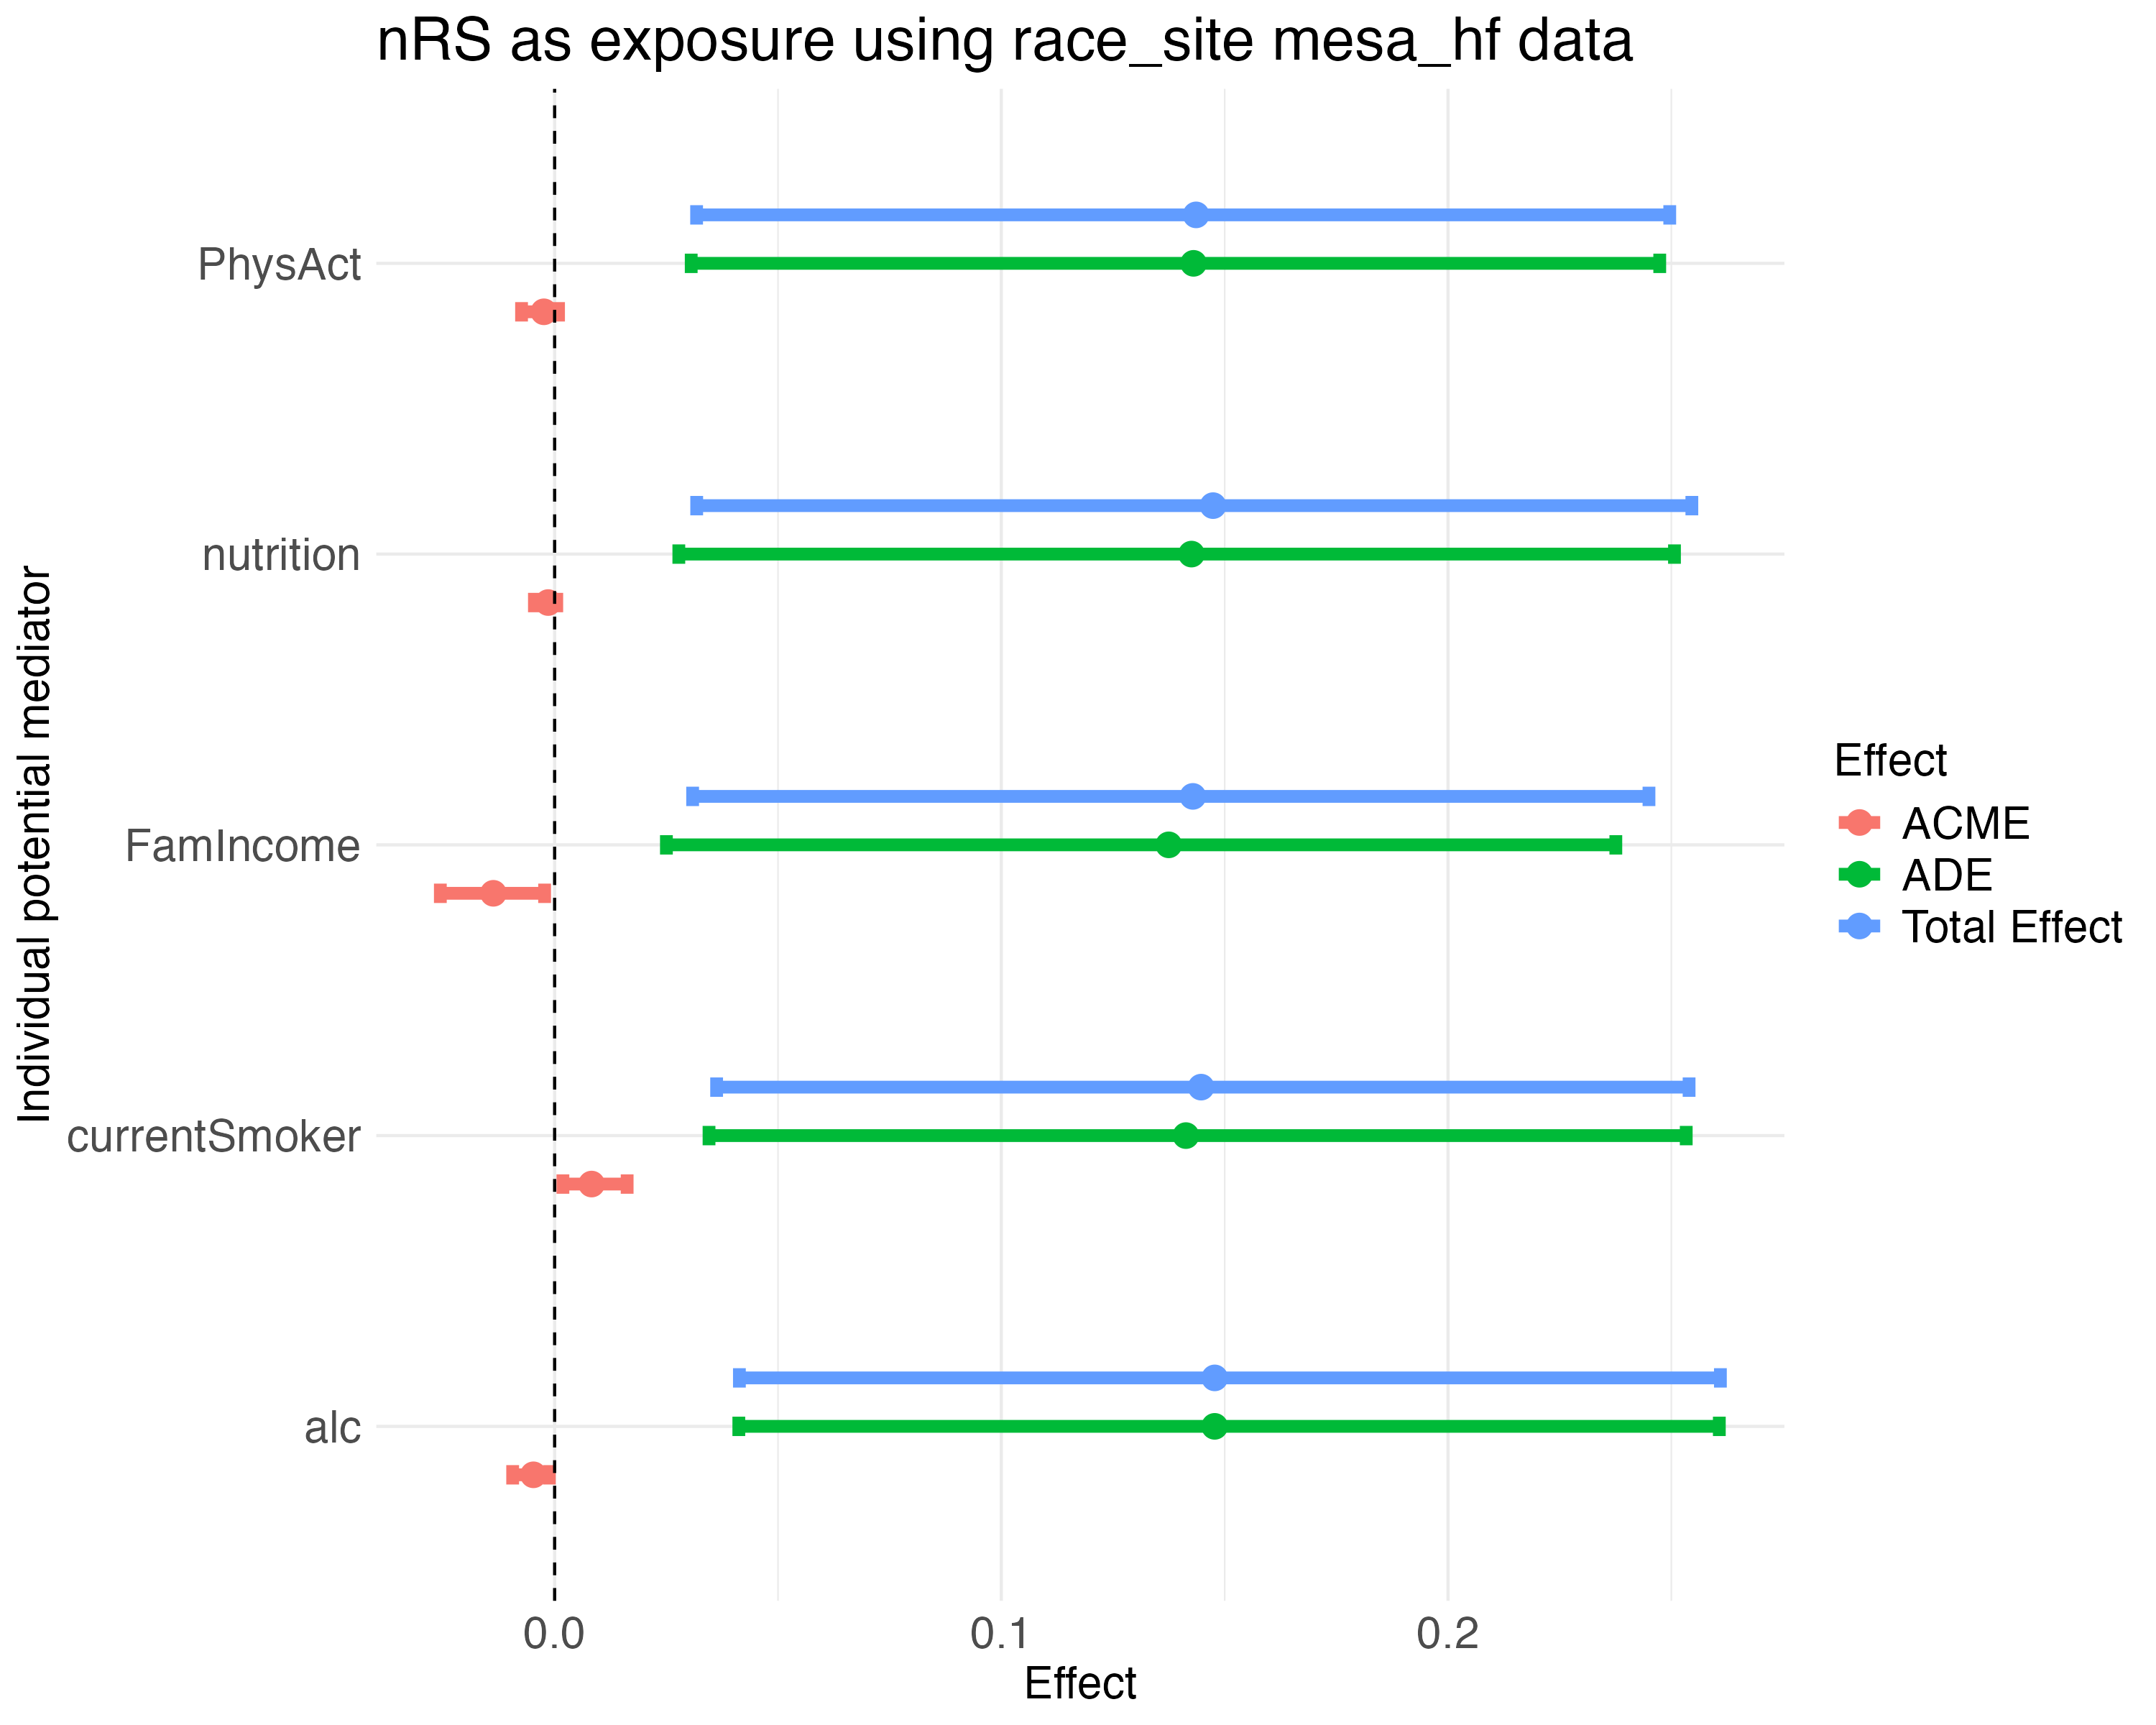 nRS as exposure using race_site mesa_hf data
Individual potential mediator
PhysAct
nutrition
FamIncome
currentSmoker
alc
0.0
0.1
0.2
Effect
Effect
ACME
ADE
Total Effect